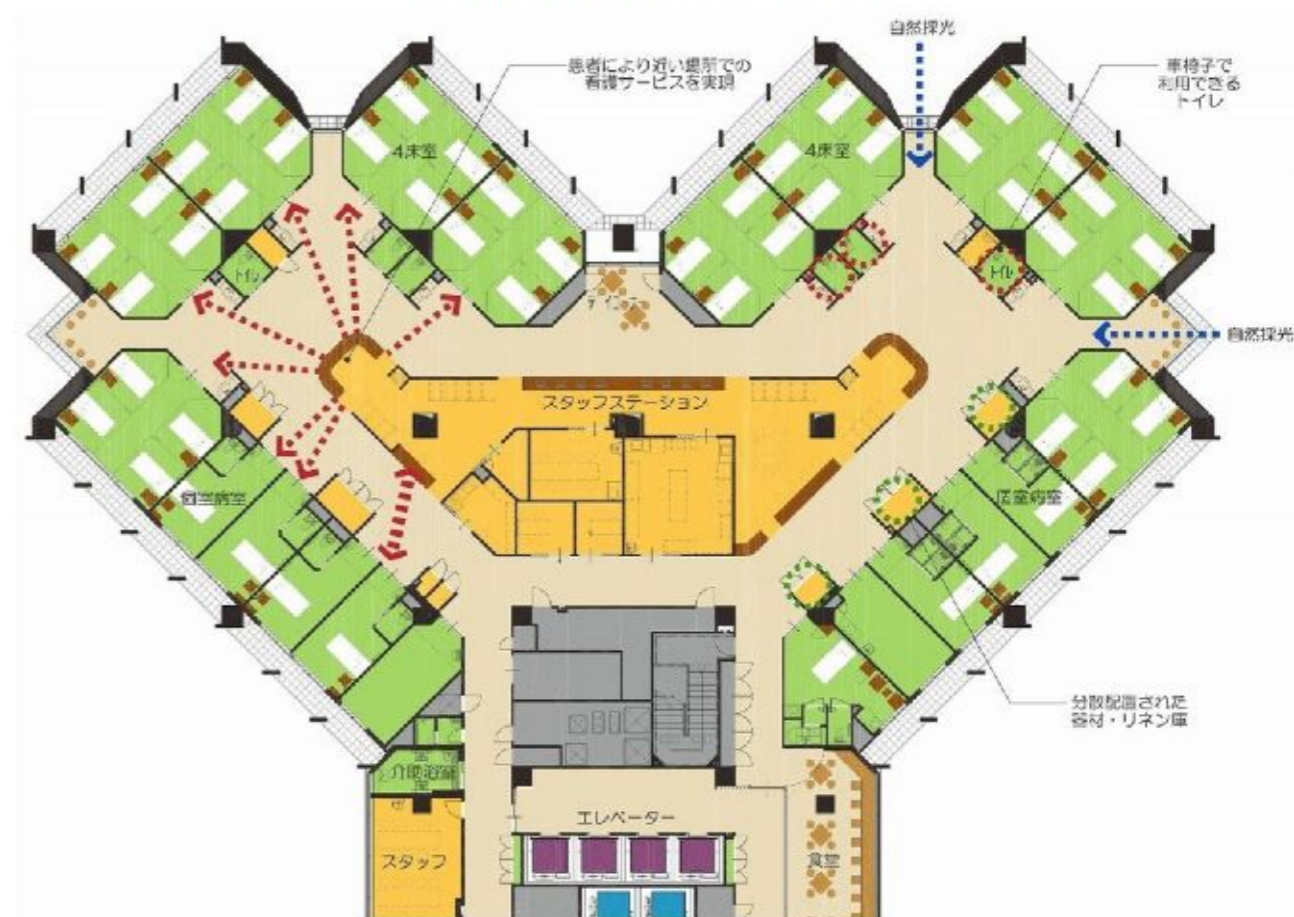 自然採光
患者により近い場所での
看護サービスを実現
車椅子で
利用できる
トイレ
4床室
4床室
トイレ
トイレ
自然採光
スタッフステーション
個室病室
個室病室
分散配置された
器材・リネン庫
介助浴室
エレベーター
スタッフ
食堂